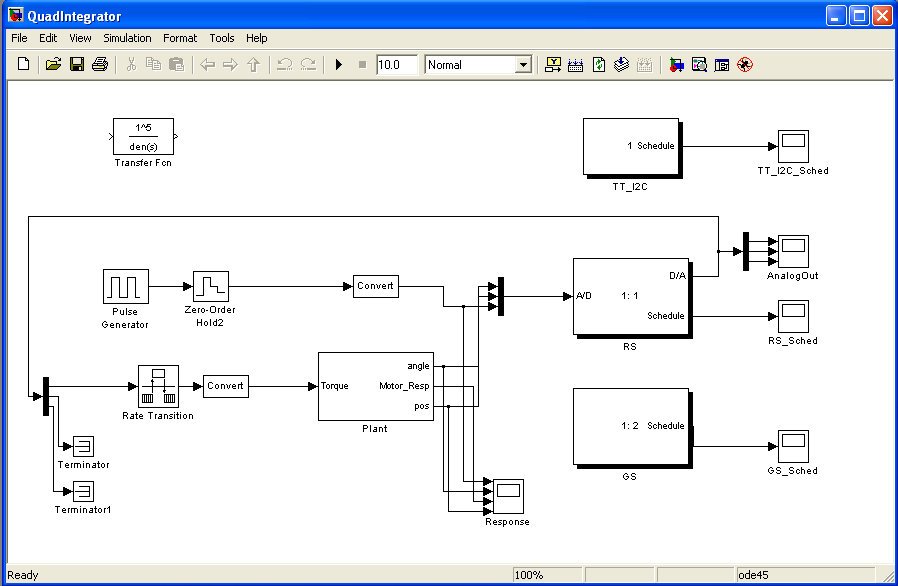 QuadIntegrator
File Edit View Simulation Format Tools Help
10.0 Normal
1^5
den(s)
Transfer Fcn
1 Schedule
TT_I2C
TT_I2C_Sched
D/A
A/D
1: 1
Schedule
RS
AnalogOut
RS_Sched
Pulse
Generator
Zero-Order
Hold2
Convert
Rate Transition
Convert
Torque
angle
Motor_Resp
pos
Plant
1: 2 Schedule
GS
GS_Sched
Terminator
Terminator1
Response
Ready 100% ode45